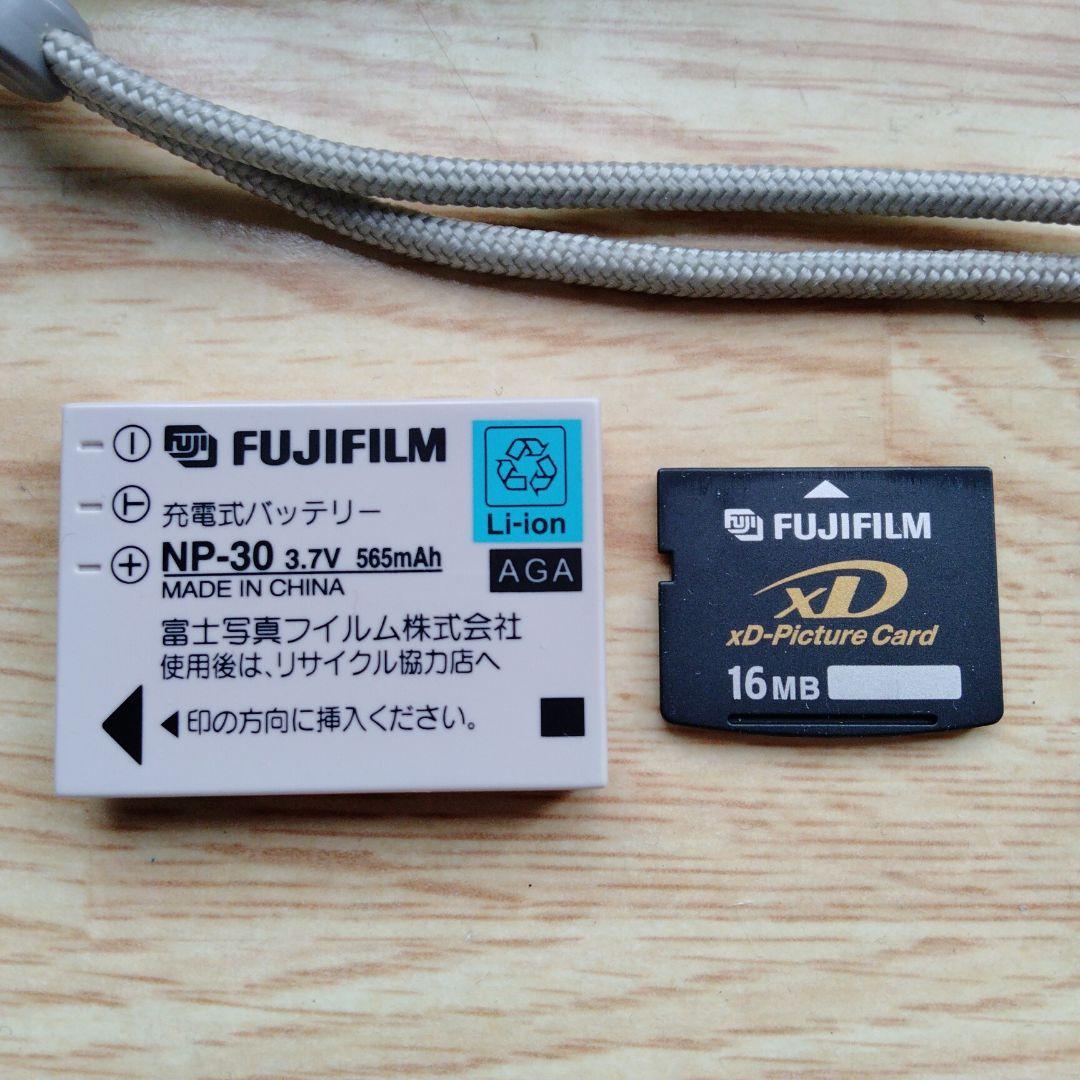 FUJI FUJIFILM
充電式バッテリー
NP-30 3.7V 565mAh
MADE IN CHINA
富士写真フイルム株式会社
使用後は、リサイクル協力店へ
◀印の方向に挿入ください。
Li-ion
AGA
FUJI FUJIFILM
xD
xD-Picture Card
16MB